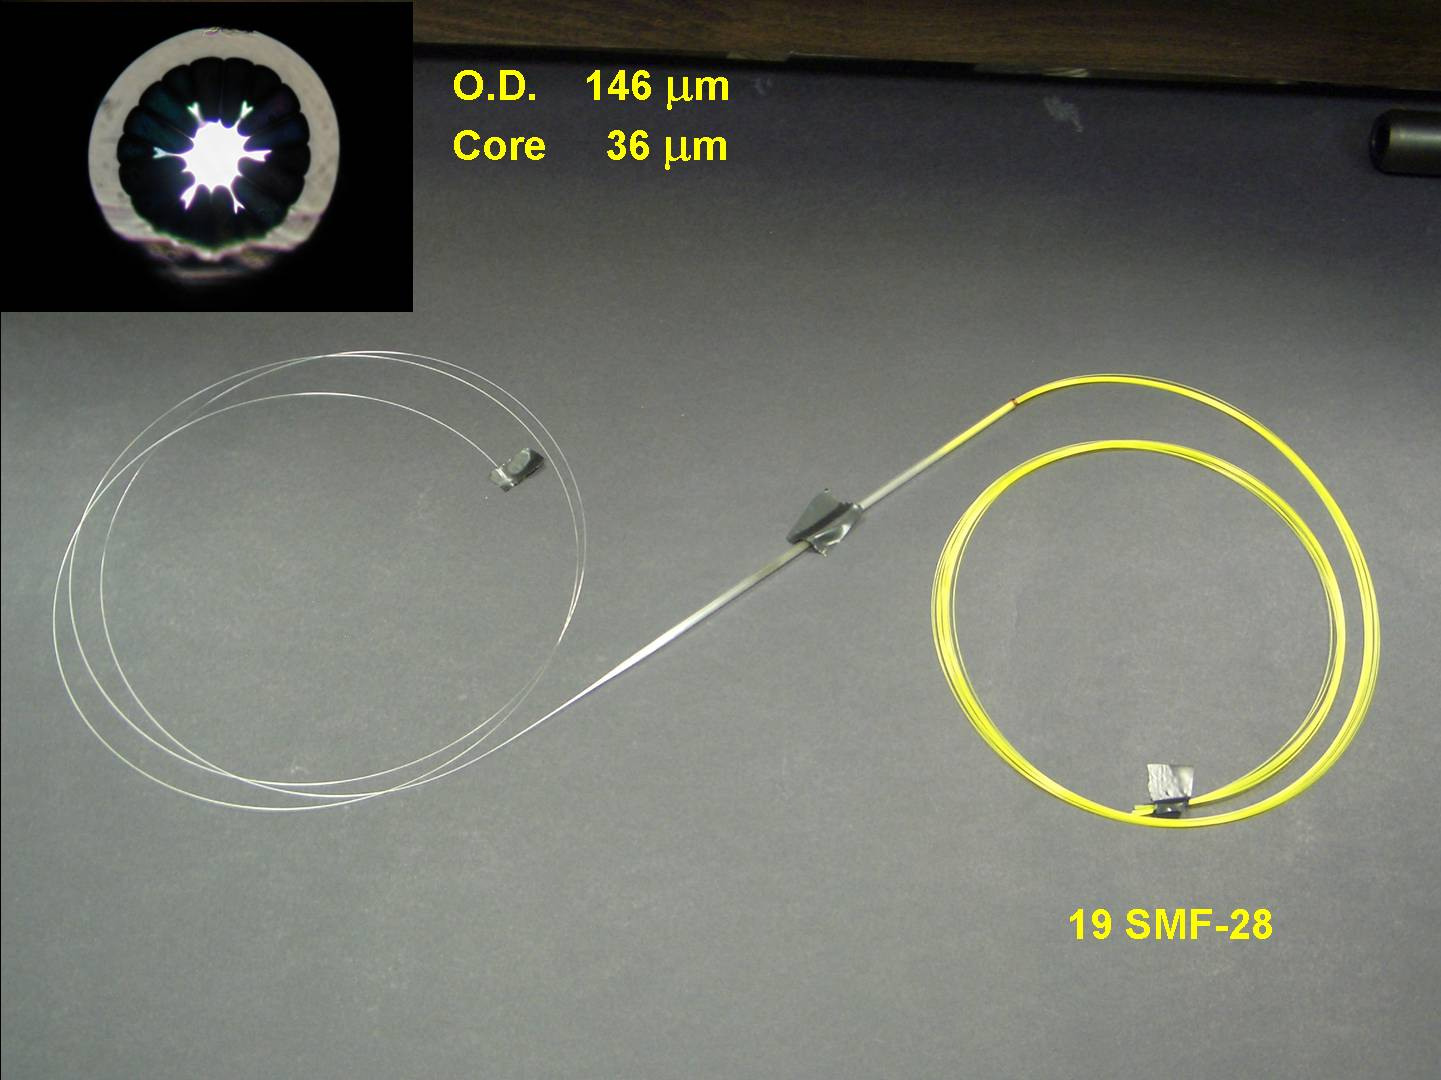 O.D. 146 μm
Core 36 μm
19 SMF-28